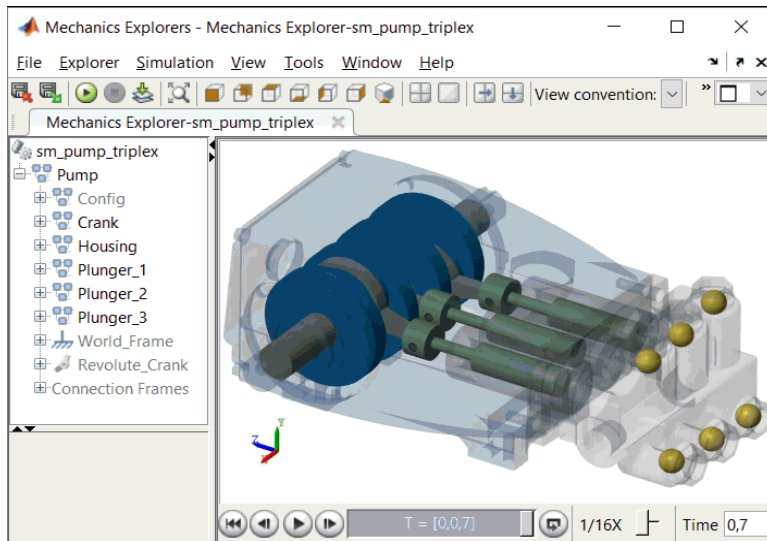 Mechanics Explorers - Mechanics Explorer-sm_pump_triplex
File Explorer Simulation View Tools Window Help
View convention: »
Mechanics Explorer-sm_pump_triplex
sm_pump_triplex
Pump
Config
Crank
Housing
Plunger_1
Plunger_2
Plunger_3
World_Frame
Revolute_Crank
Connection Frames
Y
Z
X
T = [0,0,7] 1/16X Time 0,7